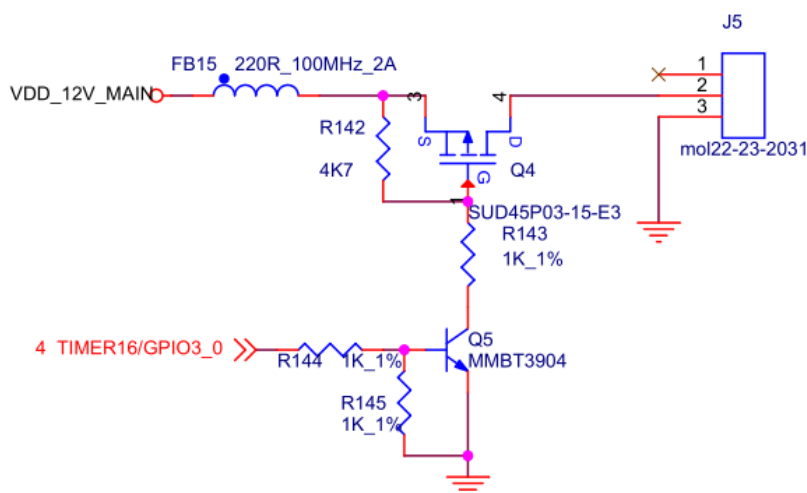 J5
FB15 220R_100MHz_2A
VDD_12V_MAIN
3
4
1
2
3
R142
4K7
S
D
G
Q4
mol22-23-2031
1
SUD45P03-15-E3
R143
1K_1%
4 TIMER16/GPIO3_0
Q5
R144 1K_1%
MMBT3904
R145
1K_1%